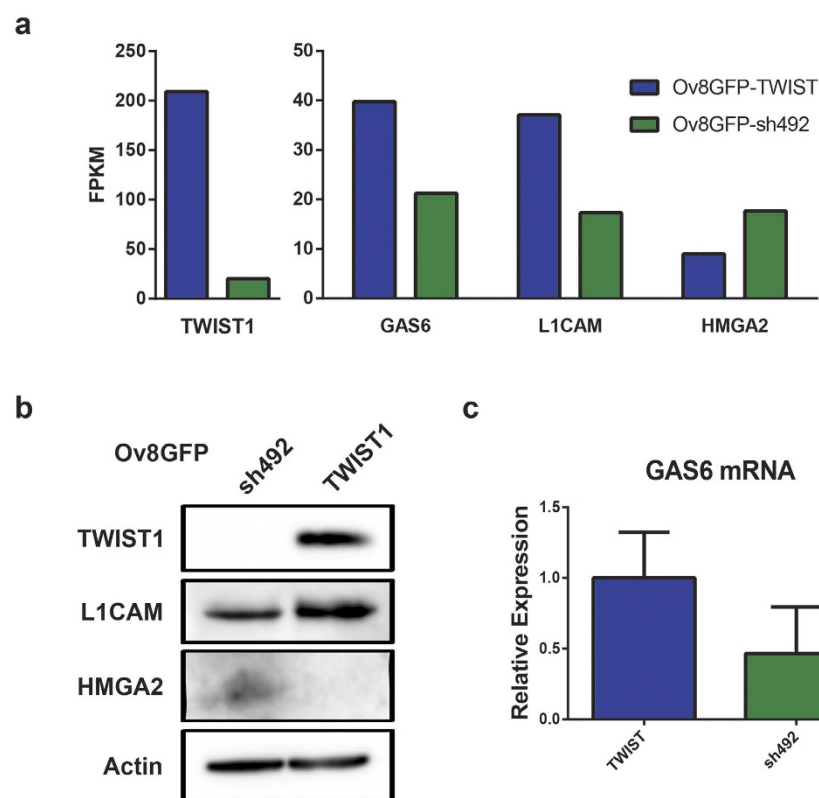 a
250
200
150
100
50
0
FPKM
TWIST1
50
40
30
20
10
0
GAS6 L1CAM HMGA2
Ov8GFP-TWIST
Ov8GFP-sh492
b
Ov8GFP sh492 TWIST1
TWIST1
L1CAM
HMGA2
Actin
c
GAS6 mRNA
Relative Expression
1.5
1.0
0.5
0.0
TWIST sh492